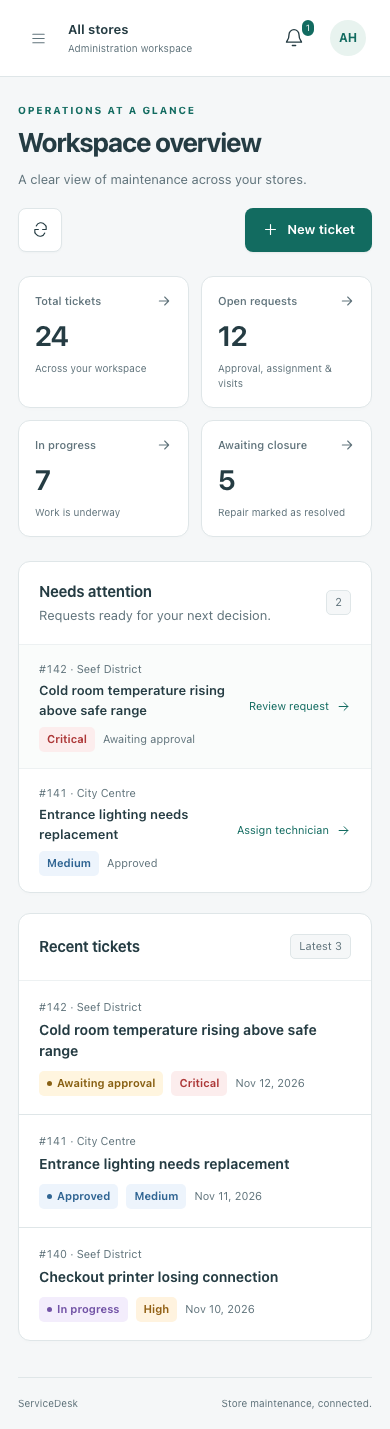 All stores
Administration workspace
1
AH
OPERATIONS AT A GLANCE
Workspace overview
A clear view of maintenance across your stores.
New ticket
Total tickets
24
Across your workspace
Open requests
12
Approval, assignment &
visits
In progress
7
Work is underway
Awaiting closure
5
Repair marked as resolved
Needs attention
Requests ready for your next decision.
2
#142 · Seef District
Cold room temperature rising
above safe range
Critical Awaiting approval
Review request
#141 · City Centre
Entrance lighting needs
replacement
Medium Approved
Assign technician
Recent tickets
Latest 3
#142 · Seef District
Cold room temperature rising above safe
range
Awaiting approval Critical Nov 12, 2026
#141 · City Centre
Entrance lighting needs replacement
Approved Medium Nov 11, 2026
#140 · Seef District
Checkout printer losing connection
In progress High Nov 10, 2026
ServiceDesk
Store maintenance, connected.